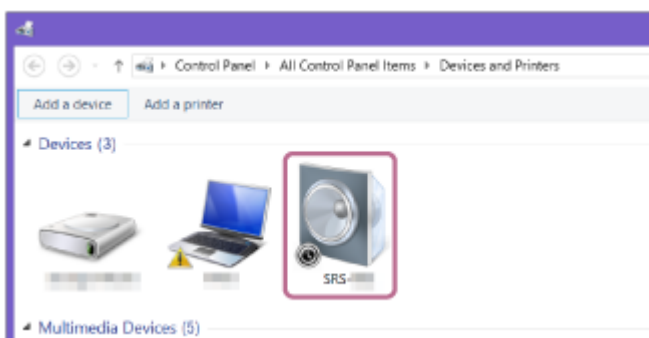 Control Panel ▸ All Control Panel Items ▸ Devices and Printers
Add a device Add a printer
Devices (3)
SRS-
Multimedia Devices (5)